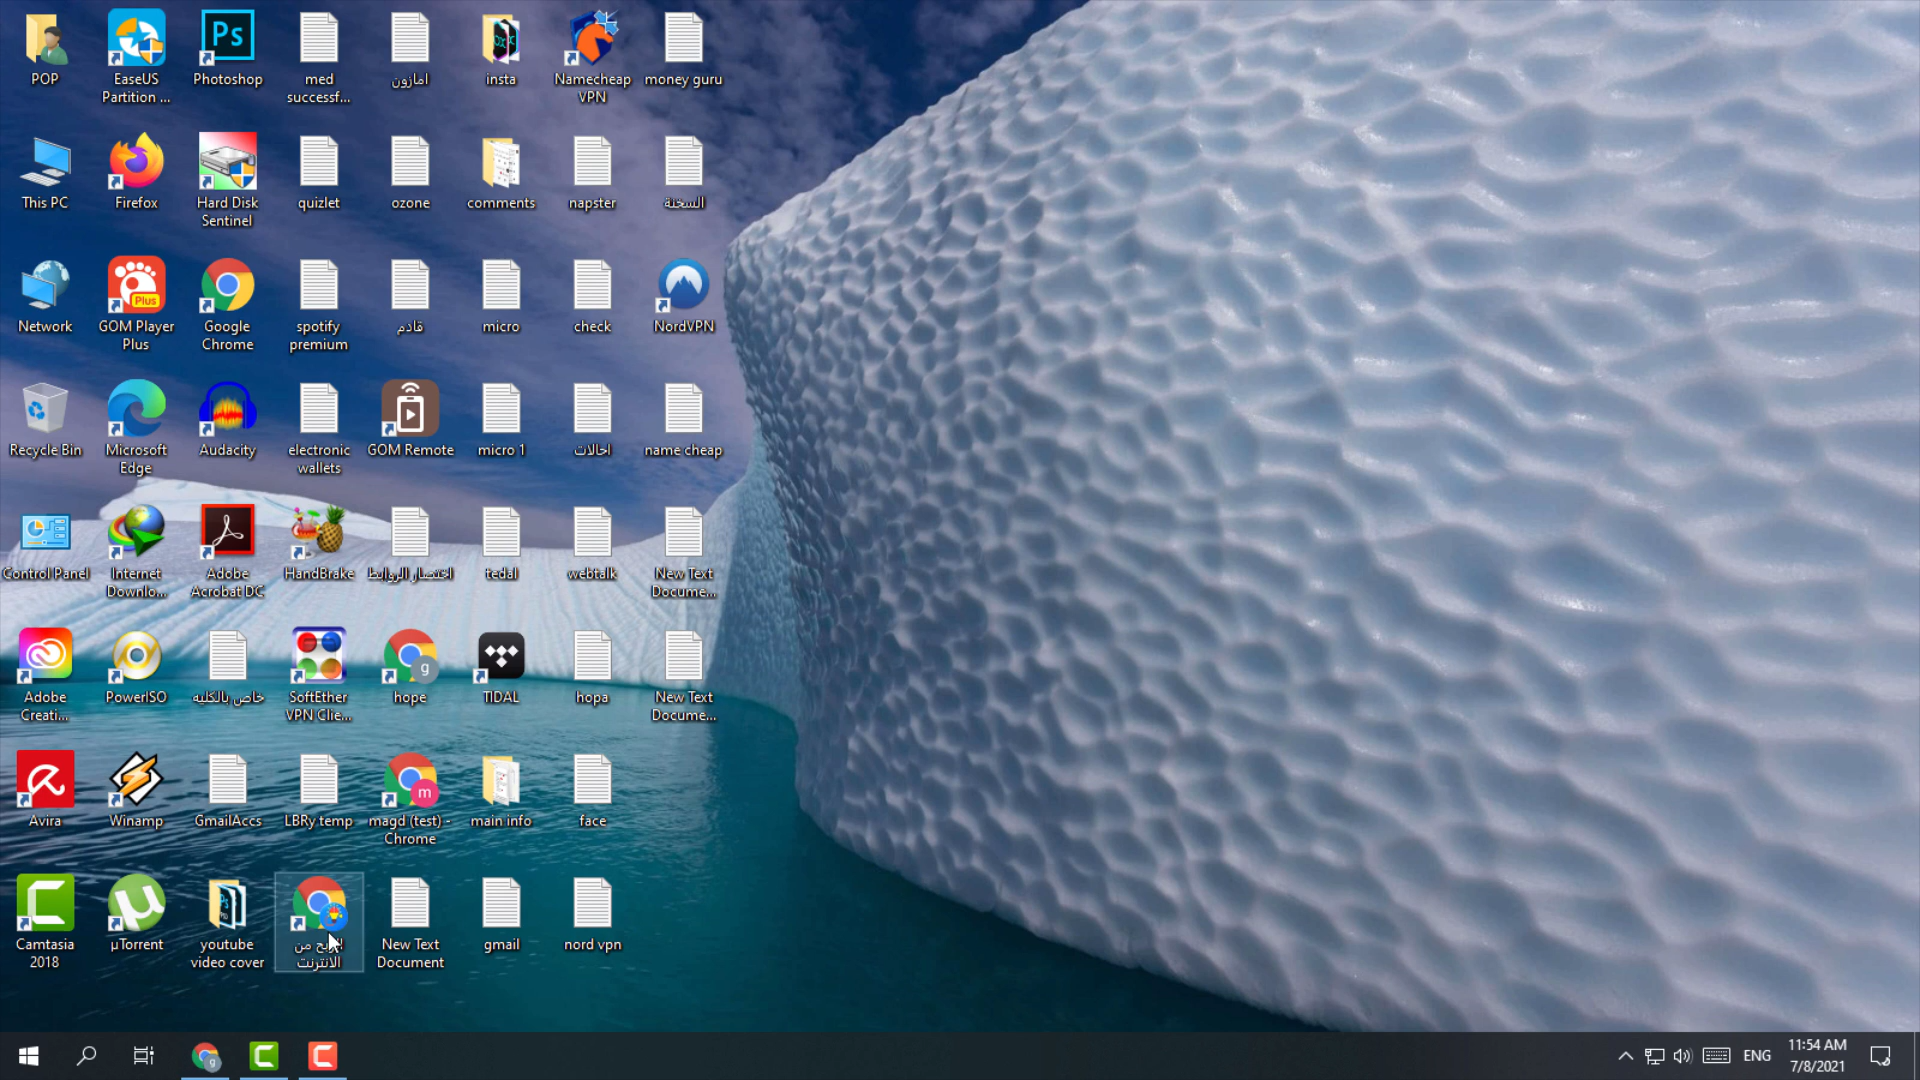 POP
EaseUS
Partition ...
Ps
Photoshop
med
successf...
امازون
insta
Namecheap
VPN
money guru
This PC
Firefox
Hard Disk
Sentinel
quizlet
ozone
comments
napster
السخنة
Network
Plus
GOM Player
Plus
Google
Chrome
spotify
premium
قادم
micro
check
NordVPN
Recycle Bin
Microsoft
Edge
Audacity
electronic
wallets
GOM Remote
micro 1
احالات
name cheap
Control Panel
Internet
Downlo...
Adobe
Acrobat DC
HandBrake
اختصار الروابط
tedal
webtalk
New Text
Docume...
Adobe
Creati...
PowerISO
خاص بالكليه
SoftEther
VPN Clie...
g
hope
TIDAL
hopa
New Text
Docume...
Avira
Winamp
GmailAccs
LBRy temp
m
magd (test) -
Chrome
main info
face
Camtasia
2018
µTorrent
youtube
video cover
من
الانترنت
New Text
Document
gmail
nord vpn
g
ENG
11:54 AM
7/8/2021